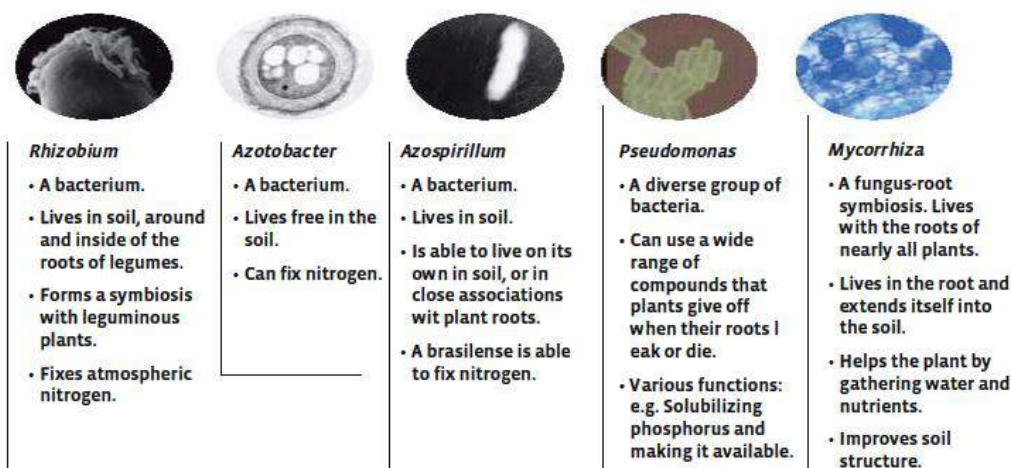 Rhizobium
• A bacterium.
• Lives in soil, around
and inside of the
roots of legumes.
• Forms a symbiosis
with leguminous
plants.
• Fixes atmospheric
nitrogen.
Azotobacter
• A bacterium.
• Lives free in the
soil.
• Can fix nitrogen.
Azospirillum
• A bacterium.
• Lives in soil.
• Is able to live on its
own in soil, or in
close associations
wit plant roots.
• A brasilense is able
to fix nitrogen.
Pseudomonas
• A diverse group of
bacteria.
• Can use a wide
range of
compounds that
plants give off
when their roots l
eak or die.
• Various functions:
e.g. Solubilizing
phosphorus and
making it available.
Mycorrhiza
• A fungus-root
symbiosis. Lives
with the roots of
nearly all plants.
• Lives in the root and
extends itself into
the soil.
• Helps the plant by
gathering water and
nutrients.
• Improves soil
structure.